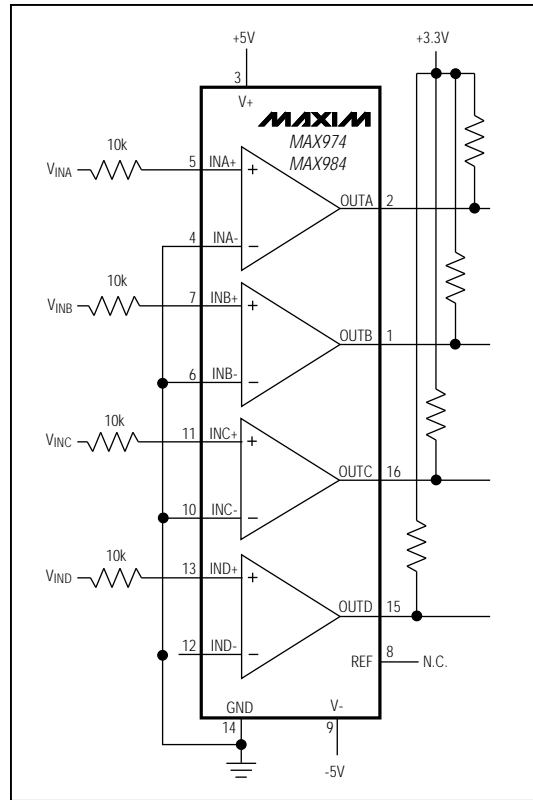 +5V
+3.3V
3
V+
MAXIM
MAX974
MAX984
10k
VINA
5
INA+
+
OUTA
2
4
INA-
−
10k
VINB
7
INB+
+
OUTB
1
6
INB-
−
10k
VINC
11
INC+
+
OUTC
16
10
INC-
−
10k
VIND
13
IND+
+
OUTD
15
12
IND-
−
8
REF
N.C.
GND
V-
14
9
-5V